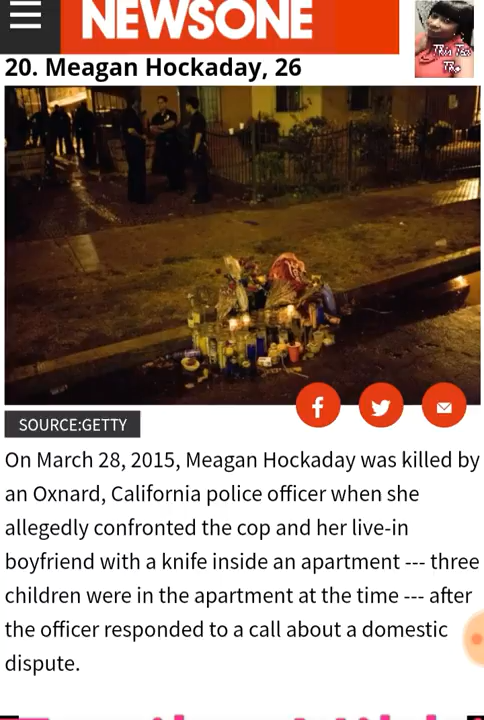 NEWSONE
20. Meagan Hockaday, 26
SOURCE:GETTY
On March 28, 2015, Meagan Hockaday was killed by
an Oxnard, California police officer when she
allegedly confronted the cop and her live-in
boyfriend with a knife inside an apartment --- three
children were in the apartment at the time --- after
the officer responded to a call about a domestic
dispute.